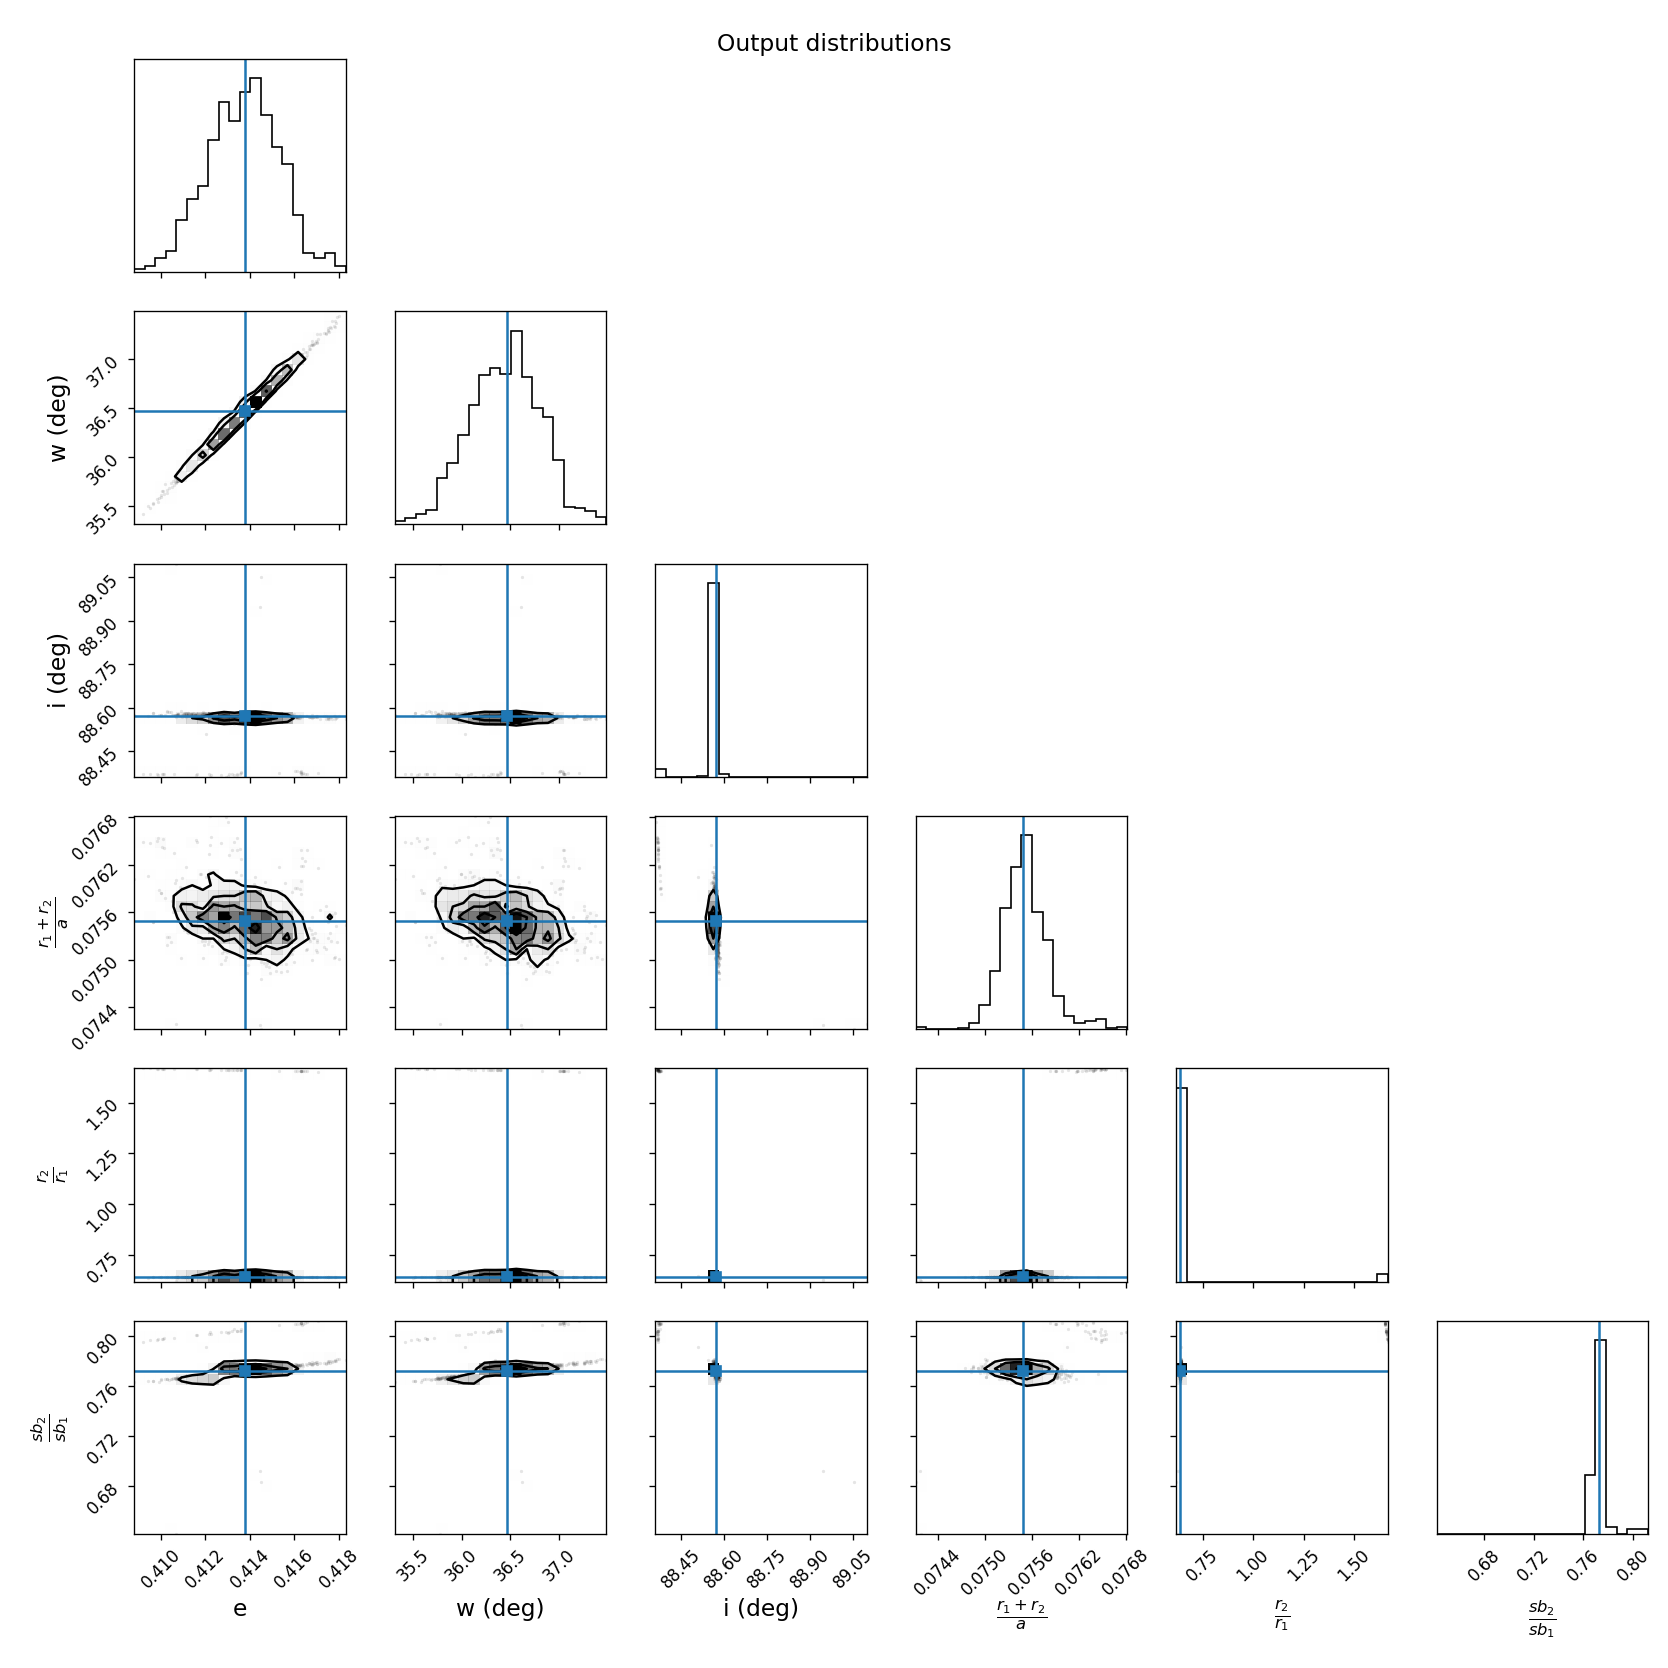 Output distributions
w (deg)
37.0
36.5
36.0
35.5
i (deg)
89.05
88.90
88.75
88.60
88.45
r₁ + r₂
a
0.0768
0.0762
0.0756
0.0750
0.0744
r₂
r₁
1.50
1.25
1.00
0.75
sb₂
sb₁
0.80
0.76
0.72
0.68
0.410 0.412 0.414 0.416 0.418 35.5 36.0 36.5 37.0 88.45 88.60 88.75 88.90 89.05 0.0744 0.0750 0.0756 0.0762 0.0768 0.75 1.00 1.25 1.50 0.68 0.72 0.76 0.80
e w (deg) i (deg) r₁ + r₂ r₂ sb₂
a r₁ sb₁